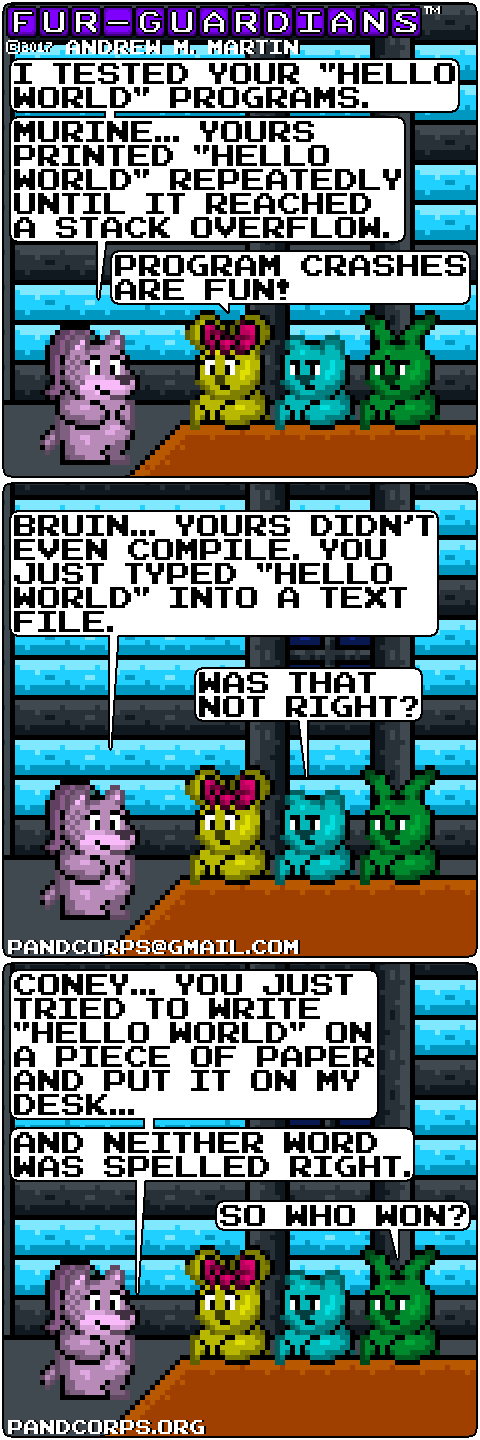 FUR-GUARDIANS™
©2017 ANDREW M. MARTIN
I TESTED YOUR "HELLO
WORLD" PROGRAMS.
MURINE... YOURS
PRINTED "HELLO
WORLD" REPEATEDLY
UNTIL IT REACHED
A STACK OVERFLOW.
PROGRAM CRASHES
ARE FUN!
BRUIN... YOURS DIDN'T
EVEN COMPILE. YOU
JUST TYPED "HELLO
WORLD" INTO A TEXT
FILE.
WAS THAT
NOT RIGHT?
PANDCORPS@GMAIL.COM
CONEY... YOU JUST
TRIED TO WRITE
"HELLO WORLD" ON
A PIECE OF PAPER
AND PUT IT ON MY
DESK...
AND NEITHER WORD
WAS SPELLED RIGHT.
SO WHO WON?
PANDCORPS.ORG